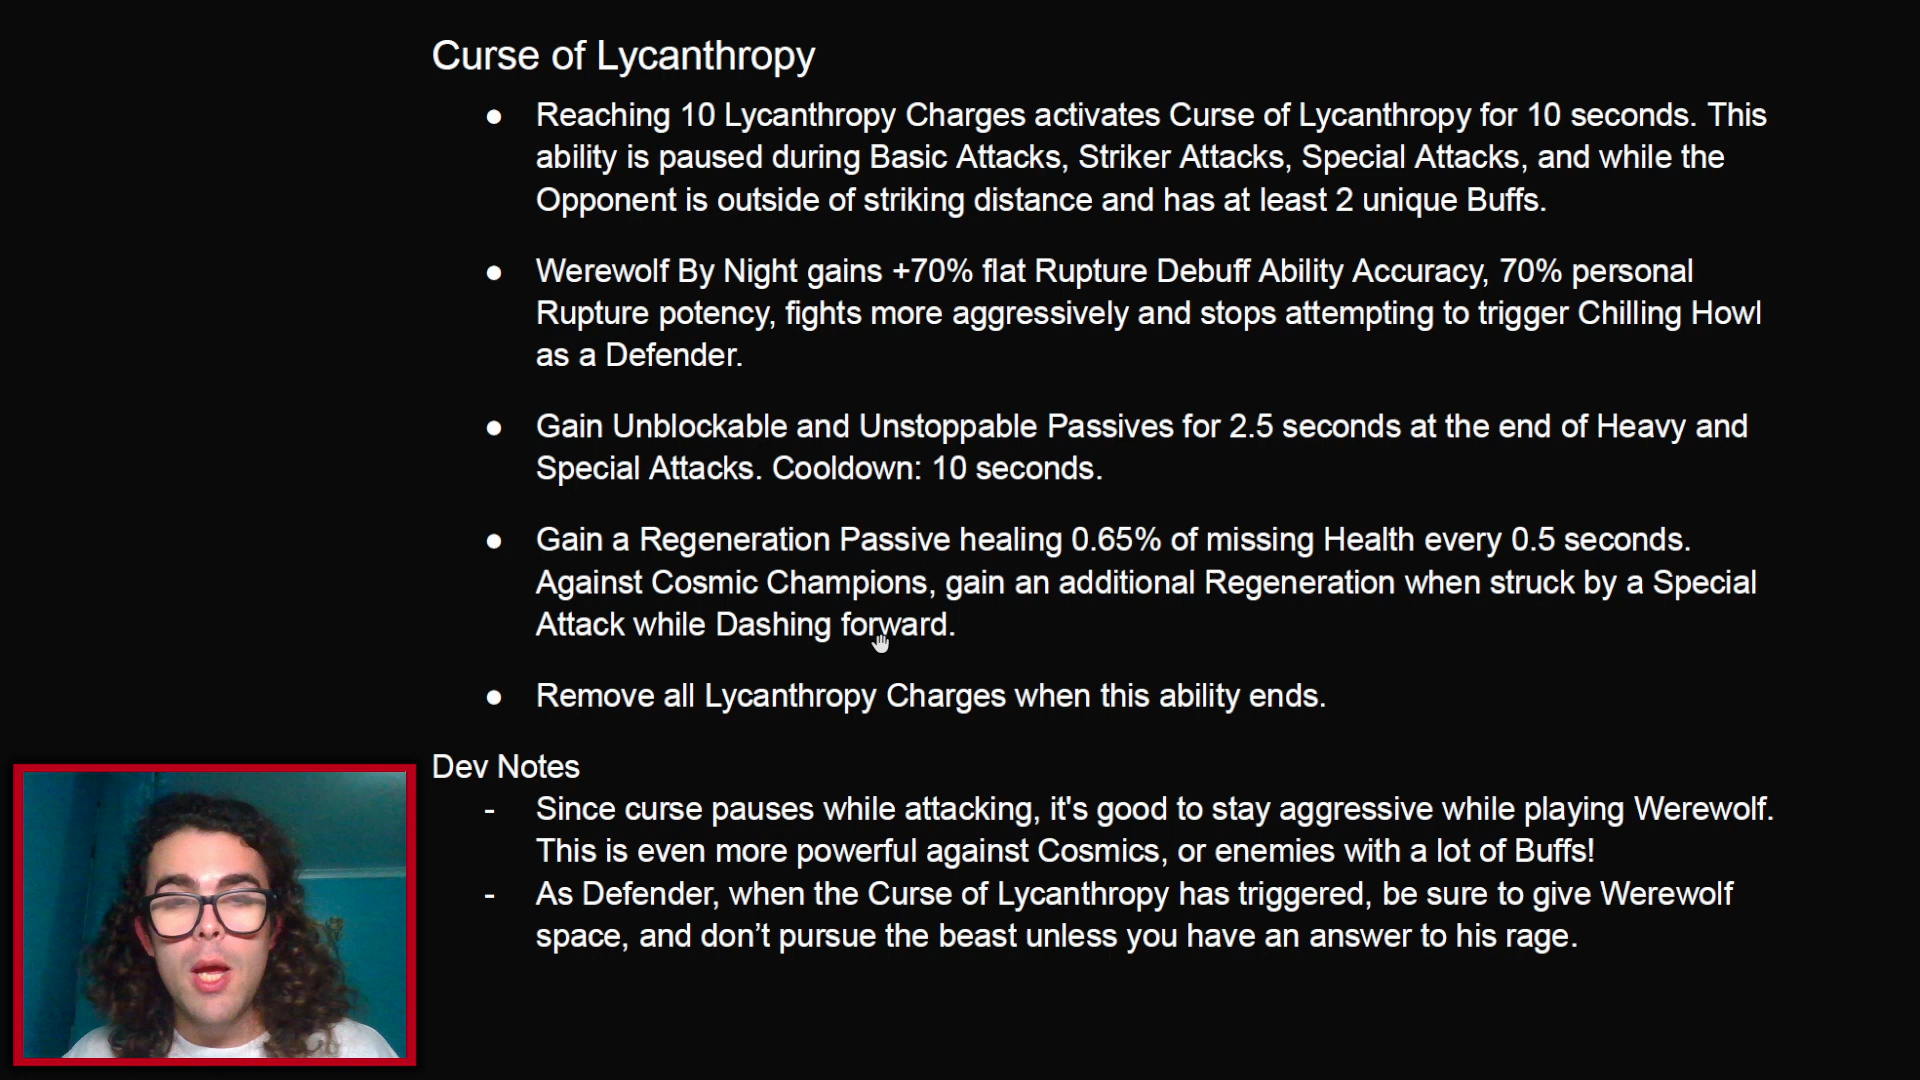 Curse of Lycanthropy
● Reaching 10 Lycanthropy Charges activates Curse of Lycanthropy for 10 seconds. This
ability is paused during Basic Attacks, Striker Attacks, Special Attacks, and while the
Opponent is outside of striking distance and has at least 2 unique Buffs.
● Werewolf By Night gains +70% flat Rupture Debuff Ability Accuracy, 70% personal
Rupture potency, fights more aggressively and stops attempting to trigger Chilling Howl
as a Defender.
● Gain Unblockable and Unstoppable Passives for 2.5 seconds at the end of Heavy and
Special Attacks. Cooldown: 10 seconds.
● Gain a Regeneration Passive healing 0.65% of missing Health every 0.5 seconds.
Against Cosmic Champions, gain an additional Regeneration when struck by a Special
Attack while Dashing forward.
● Remove all Lycanthropy Charges when this ability ends.
Dev Notes
- Since curse pauses while attacking, it's good to stay aggressive while playing Werewolf.
This is even more powerful against Cosmics, or enemies with a lot of Buffs!
- As Defender, when the Curse of Lycanthropy has triggered, be sure to give Werewolf
space, and don’t pursue the beast unless you have an answer to his rage.